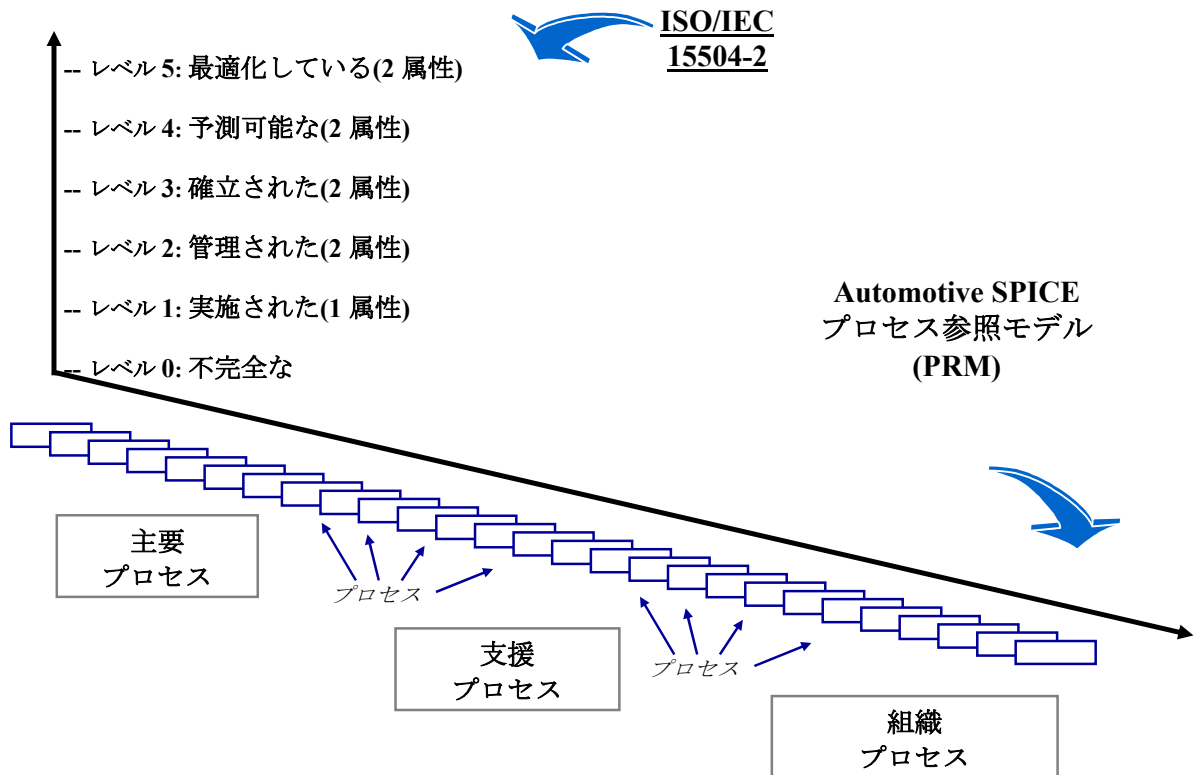 ISO/IEC
15504-2
-- レベル 5: 最適化している(2 属性)
-- レベル 4: 予測可能な(2 属性)
-- レベル 3: 確立された(2 属性)
-- レベル 2: 管理された(2 属性)
-- レベル 1: 実施された(1 属性)
-- レベル 0: 不完全な
Automotive SPICE
プロセス参照モデル
(PRM)
主要
プロセス
プロセス
支援
プロセス
プロセス
組織
プロセス